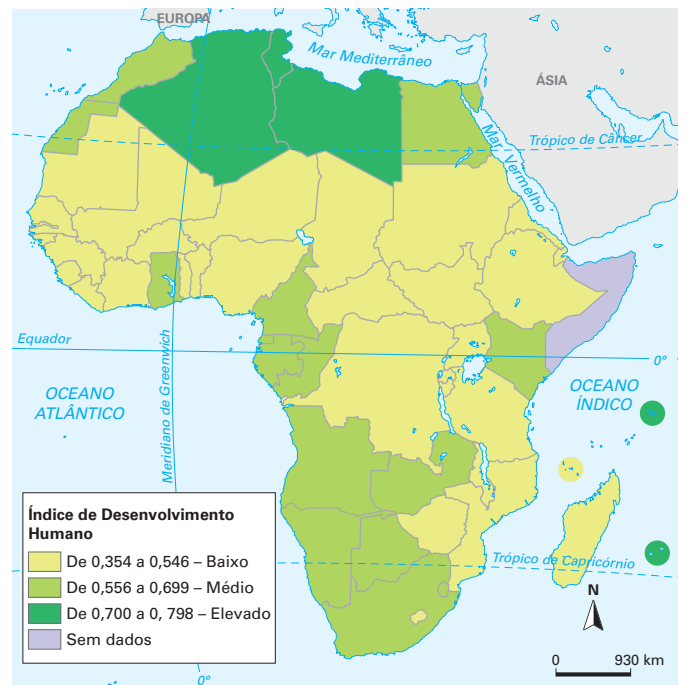 EUROPA
Mar Mediterrâneo
ÁSIA
Trópico de Câncer
Mar Vermelho
Equador
0°
OCEANO
ATLÂNTICO
Meridiano de Greenwich
OCEANO
ÍNDICO
Índice de Desenvolvimento
Humano
De 0,354 a 0,546 – Baixo
De 0,556 a 0,699 – Médio
De 0,700 a 0, 798 – Elevado
Sem dados
Trópico de Capricórnio
N
0 930 km
0°